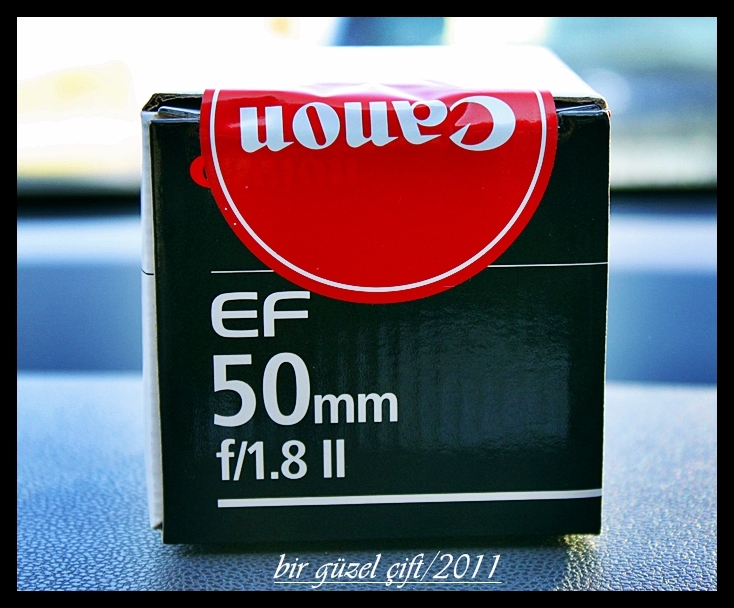 Canon
EF
50mm
f/1.8 II
bir güzel çift/2011